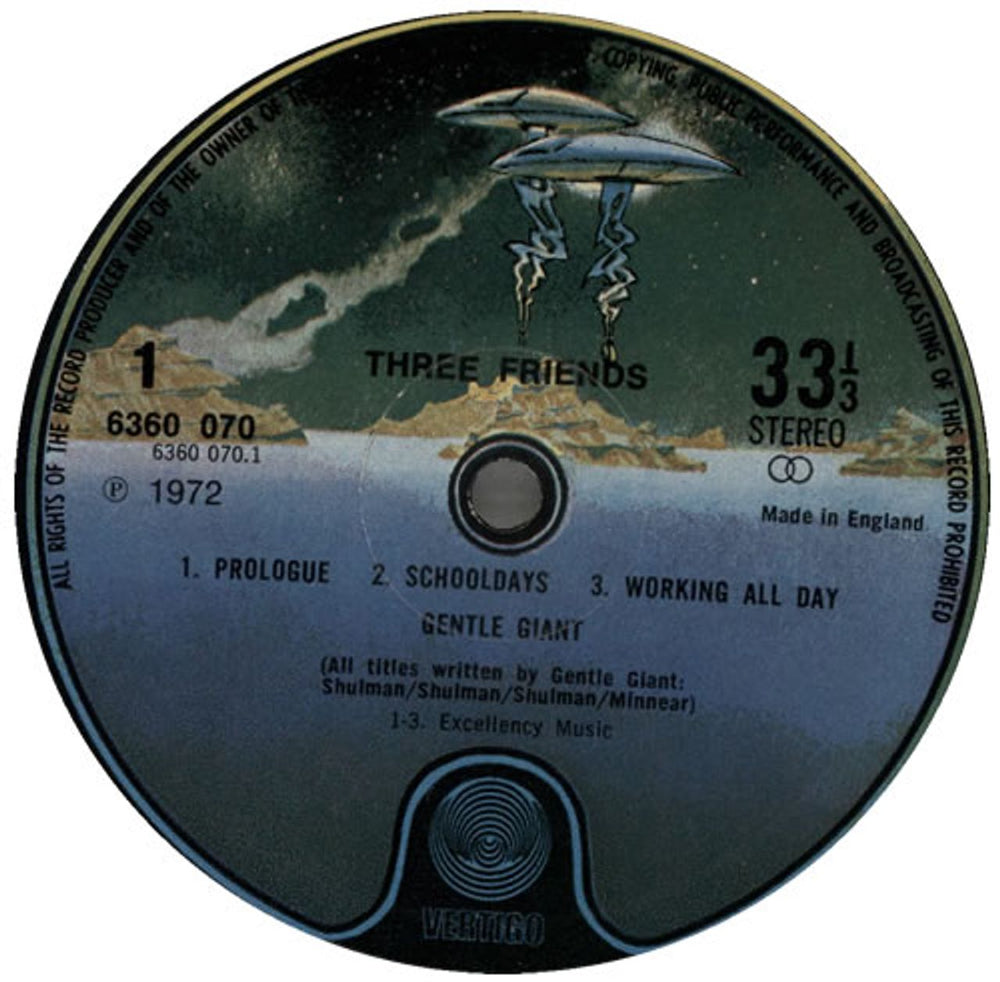 ALL RIGHTS OF THE RECORD PRODUCER AND OF THE OWNER OF
COPYING, PUBLIC PERFORMANCE AND BROADCASTING OF THIS RECORD PROHIBITED
THREE FRIENDS
1
6360 070
6360 070.1
℗ 1972
33⅓
STEREO
Made in England
1. PROLOGUE 2. SCHOOLDAYS 3. WORKING ALL DAY
GENTLE GIANT
(All titles written by Gentle Giant:
Shulman/Shulman/Shulman/Minnear)
1-3. Excellency Music
VERTIGO